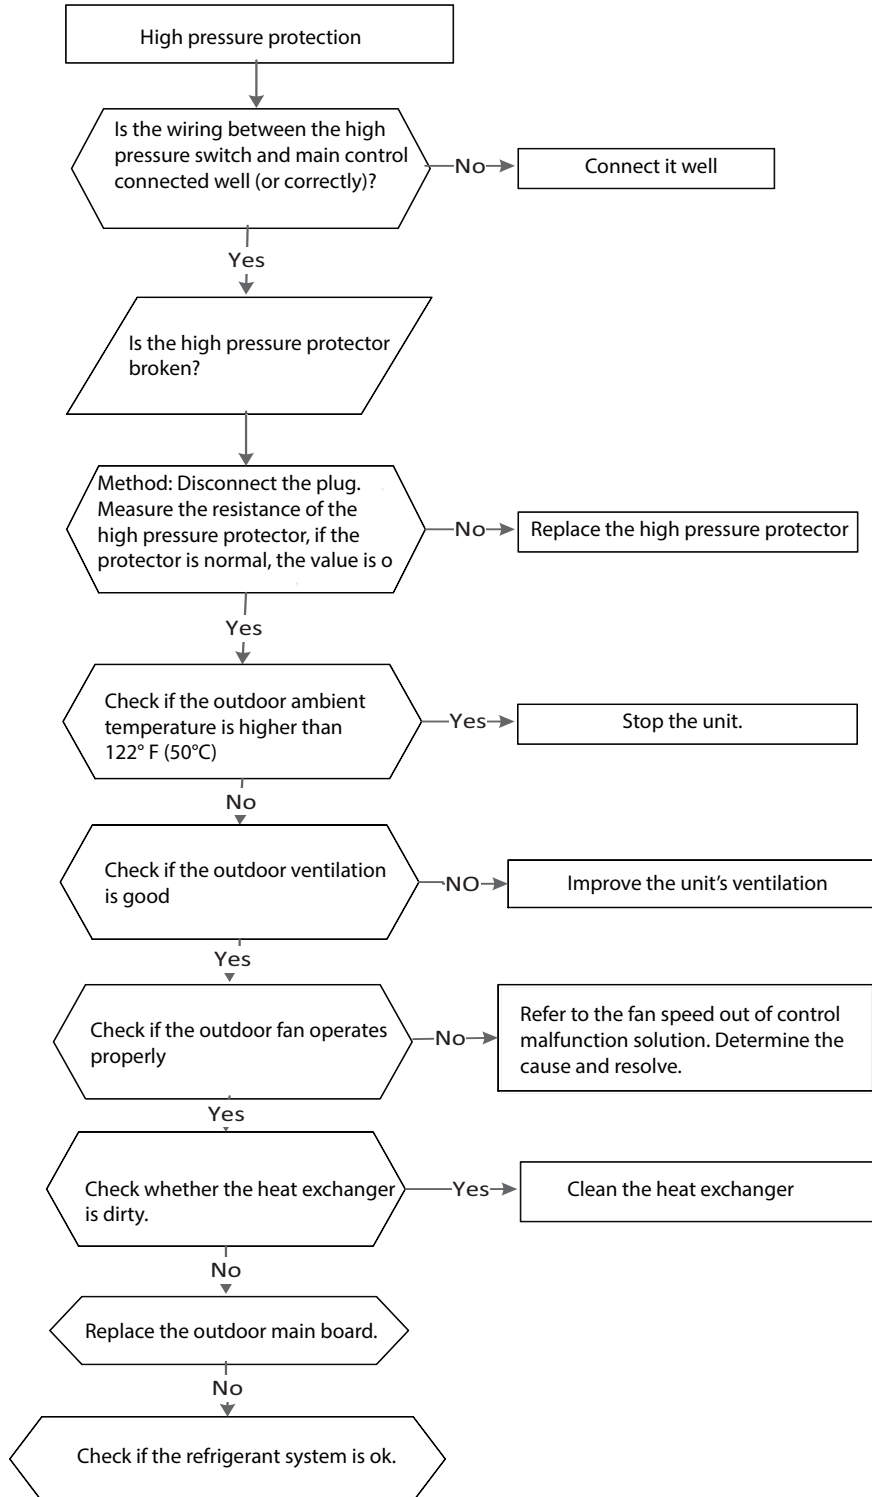 High pressure protection
Is the wiring between the high
pressure switch and main control
connected well (or correctly)?
No
Connect it well
Yes
Is the high pressure protector
broken?
Method: Disconnect the plug.
Measure the resistance of the
high pressure protector, if the
protector is normal, the value is o
No
Replace the high pressure protector
Yes
Check if the outdoor ambient
temperature is higher than
122° F (50°C)
Yes
Stop the unit.
No
Check if the outdoor ventilation
is good
NO
Improve the unit’s ventilation
Yes
Check if the outdoor fan operates
properly
No
Refer to the fan speed out of control
malfunction solution. Determine the
cause and resolve.
Yes
Check whether the heat exchanger
is dirty.
Yes
Clean the heat exchanger
No
Replace the outdoor main board.
No
Check if the refrigerant system is ok.